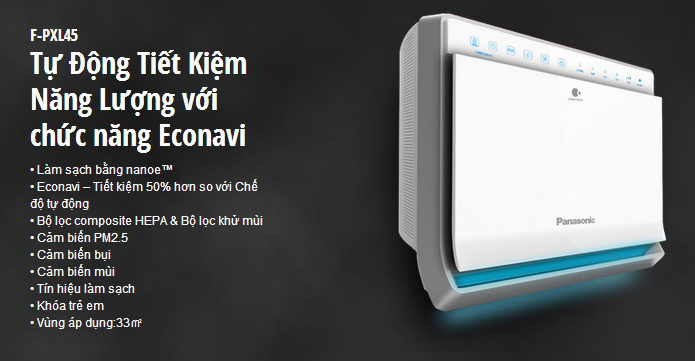 F-PXL45
Tự Động Tiết Kiệm
Năng Lượng với
chức năng Econavi
• Làm sạch bằng nanoe™
• Econavi – Tiết kiệm 50% hơn so với Chế
độ tự động
• Bộ lọc composite HEPA & Bộ lọc khử mùi
• Cảm biến PM2.5
• Cảm biến bụi
• Cảm biến mùi
• Tín hiệu làm sạch
• Khóa trẻ em
• Vùng áp dụng:33㎡
Panasonic